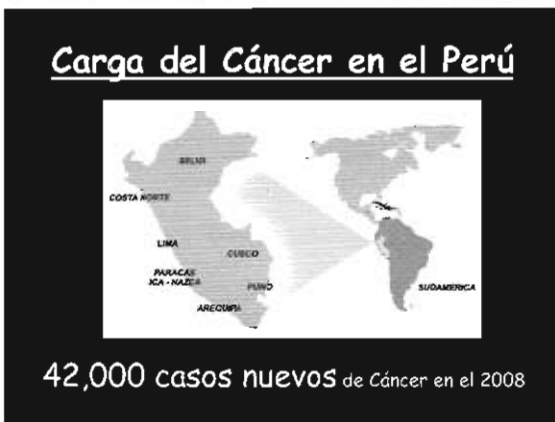 Carga del Cáncer en el Perú
COSTA NORTE
LIMA
CUSCO
PARACAS
ICA - NAZCA
PUNO
AREQUIPA
SUDAMERICA
42,000 casos nuevos de Cáncer en el 2008